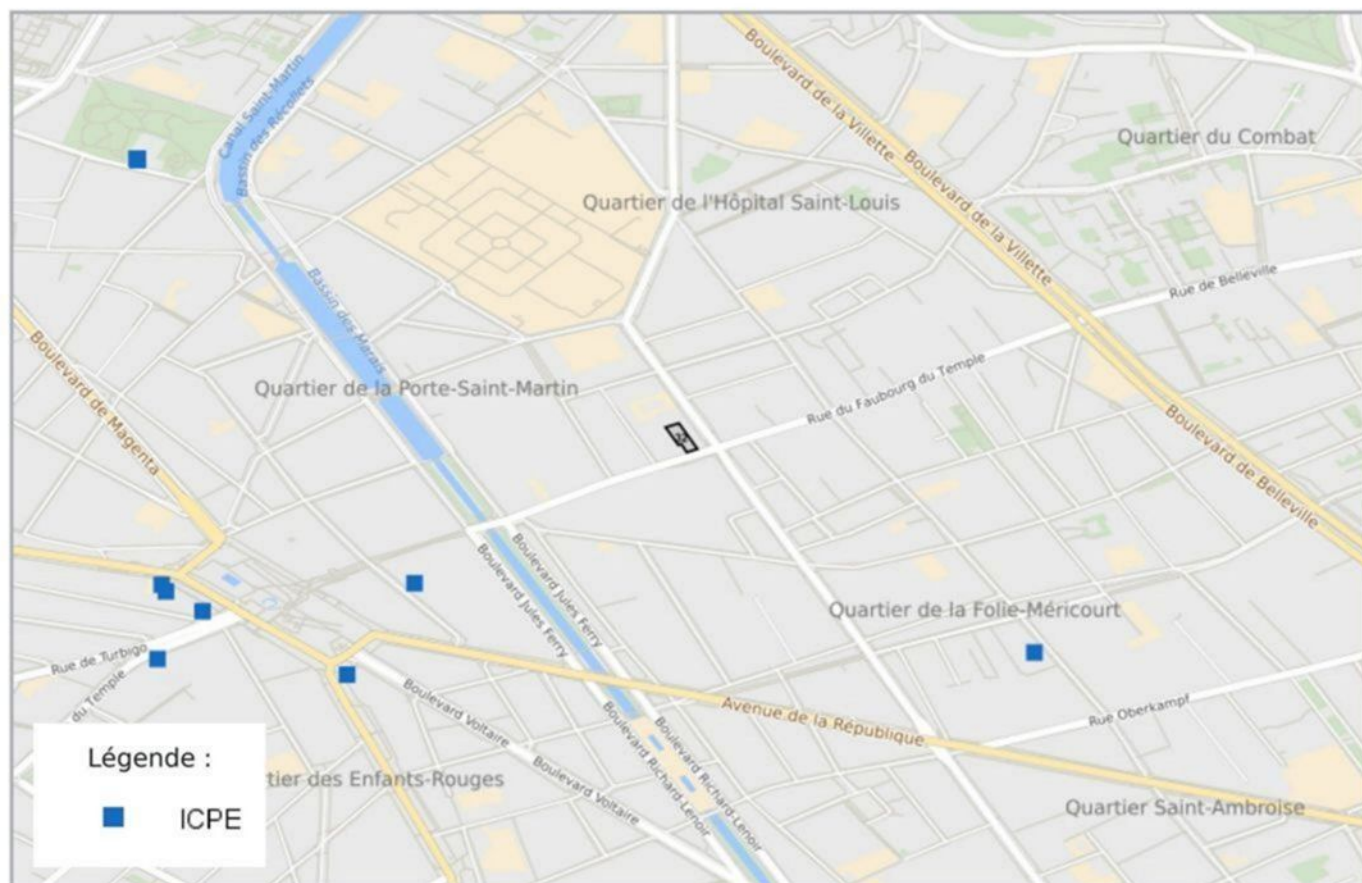 Boulevard de la Villette
Canal Saint-Martin
Bassin des Récollets
Boulevard de la Villette
Quartier du Combat
Quartier de l'Hôpital Saint-Louis
Boulevard de la Villette
Rue de Belleville
Bassin des Marais
Boulevard de Magenta
Quartier de la Porte-Saint-Martin
Rue du Faubourg du Temple
Boulevard de Belleville
Boulevard Jules Ferry
Boulevard Jules Ferry
Quartier de la Folie-Méricourt
Rue de Turbigo
du Temple
Boulevard Voltaire
Avenue de la République
Rue Oberkampf
Boulevard Richard-Lenoir
Boulevard Richard-Lenoir
Boulevard Voltaire
Légende :
tier des Enfants-Rouges
Quartier Saint-Ambroise
ICPE